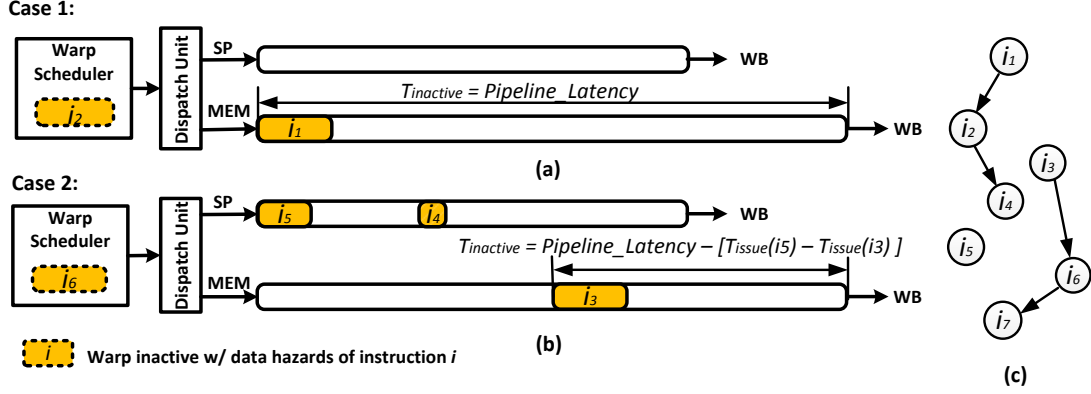 Case 1:
Warp
Scheduler
i2
Dispatch Unit
SP
MEM
WB
Tinactive = Pipeline_Latency
i1
WB
(a)
Case 2:
Warp
Scheduler
i6
Dispatch Unit
SP
MEM
i5
i4
WB
Tinactive = Pipeline_Latency – [Tissue(i5) – Tissue(i3) ]
i3
WB
(b)
i Warp inactive w/ data hazards of instruction i
i1
i2
i3
i4
i5
i6
i7
(c)